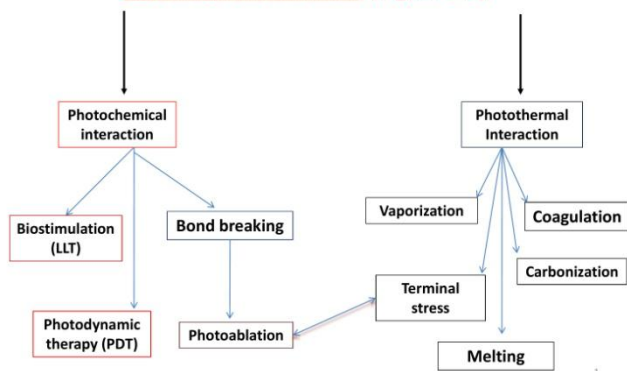 Photochemical
interaction
Photothermal
Interaction
Vaporization
Coagulation
Biostimulation
(LLT)
Bond breaking
Carbonization
Terminal
stress
Photodynamic
therapy (PDT)
Photoablation
Melting